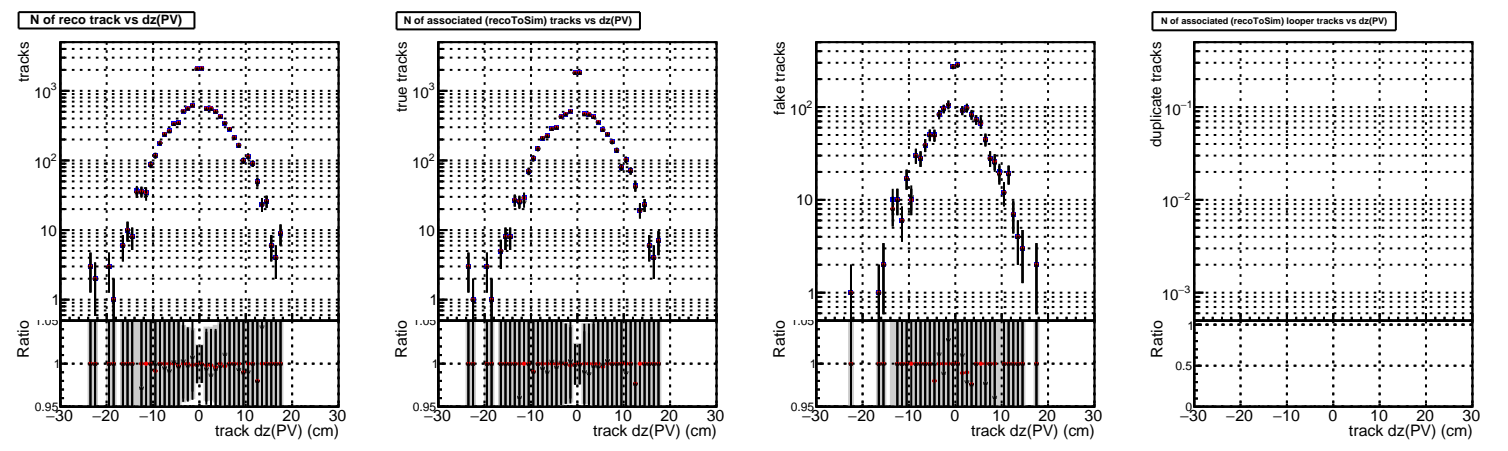 N of reco track vs dz(PV)
tracks
10³
10²
10
1
1.05
Ratio
1
0.95
−30 −20 −10 0 10 20 30
track dz(PV) (cm)
N of associated (recoToSim) tracks vs dz(PV)
true tracks
10³
10²
10
1
1.05
Ratio
1
0.95
−30 −20 −10 0 10 20 30
track dz(PV) (cm)
fake tracks
10²
10
1
1.05
Ratio
1
0.95
−30 −20 −10 0 10 20 30
track dz(PV) (cm)
N of associated (recoToSim) looper tracks vs dz(PV)
duplicate tracks
10⁻¹
10⁻²
10⁻³
Ratio
1
0.5
0
−30 −20 −10 0 10 20 30
track dz(PV) (cm)